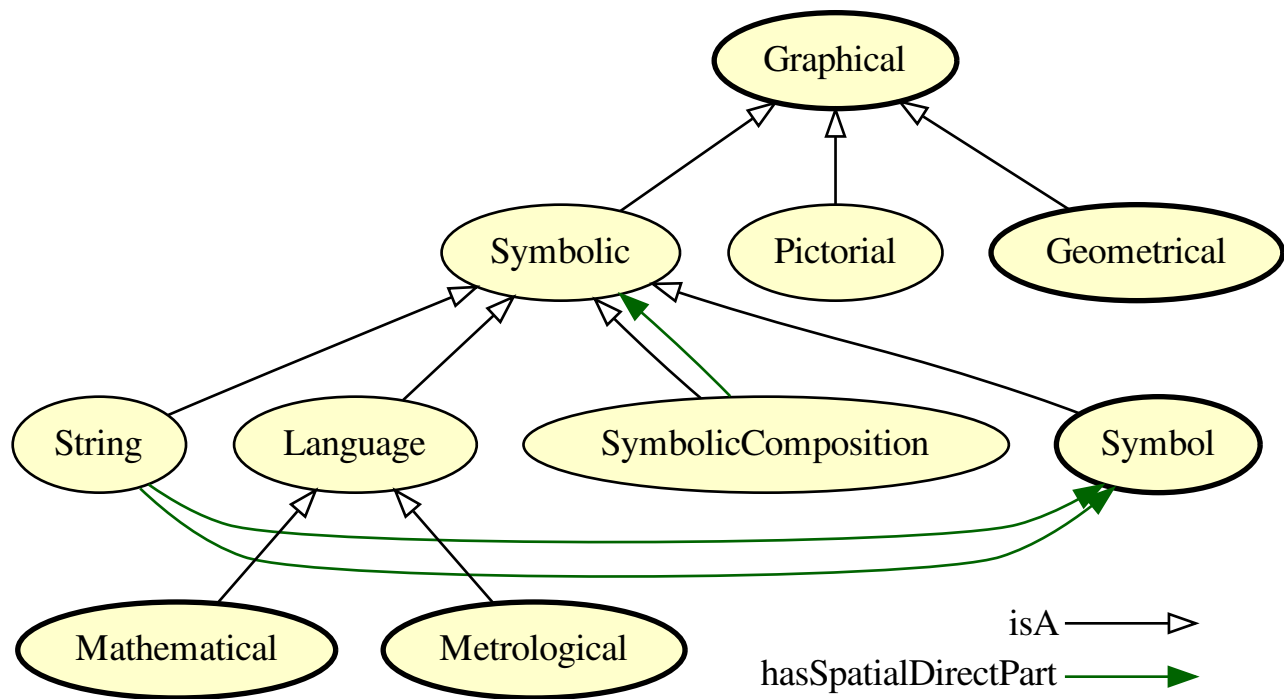 Graphical
Symbolic
Pictorial
Geometrical
String
Language
SymbolicComposition
Symbol
Mathematical
Metrological
isA
hasSpatialDirectPart